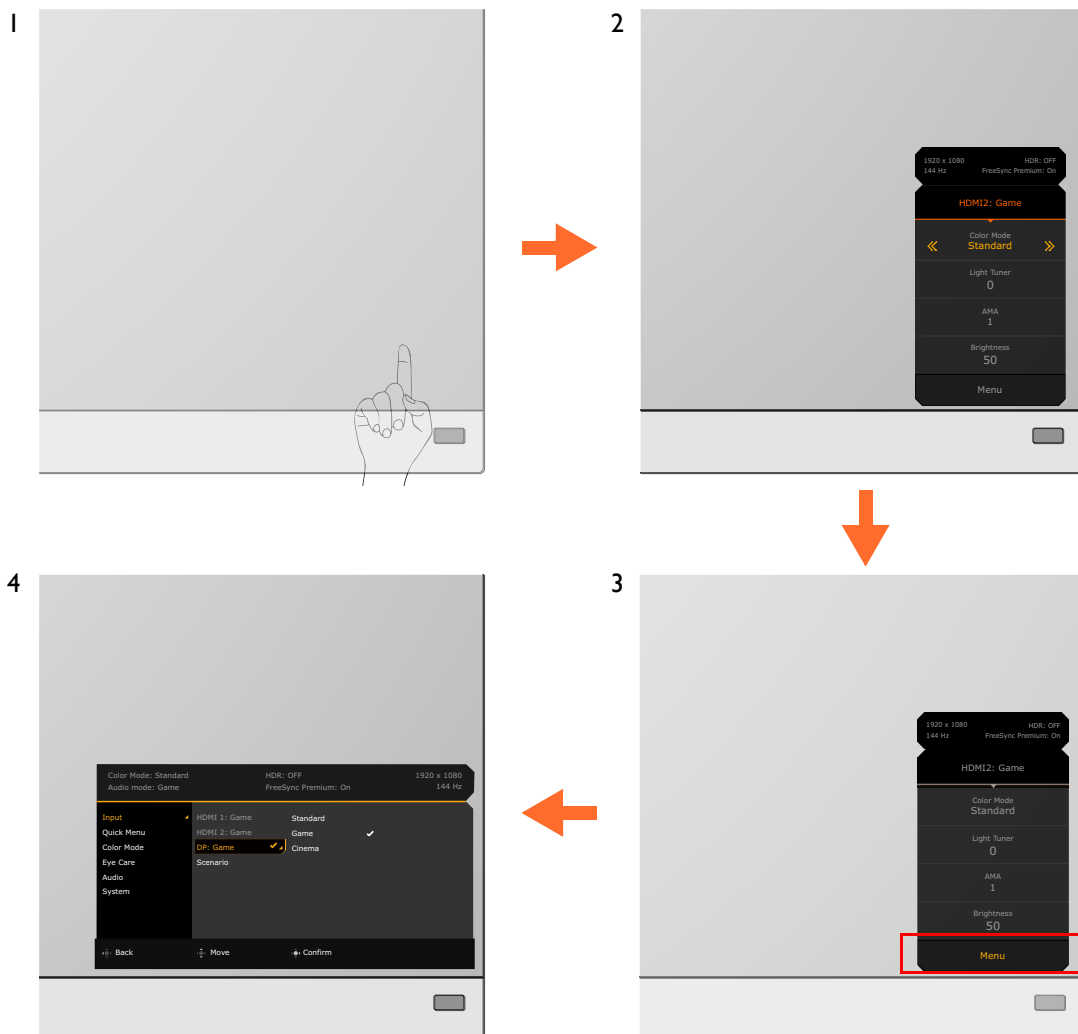 1
2
1920 x 1080 HDR: OFF
144 Hz FreeSync Premium: On
HDMI2: Game
Color Mode
Standard
Light Tuner
0
AMA
1
Brightness
50
Menu
4
3
Color Mode: Standard HDR: OFF 1920 x 1080
Audio mode: Game FreeSync Premium: On 144 Hz
Input HDMI 1: Game Standard
Quick Menu HDMI 2: Game Game
Color Mode DP: Game Cinema
Eye Care Scenario
Audio
System
Back Move Confirm
1920 x 1080 HDR: OFF
144 Hz FreeSync Premium: On
HDMI2: Game
Color Mode
Standard
Light Tuner
0
AMA
1
Brightness
50
Menu